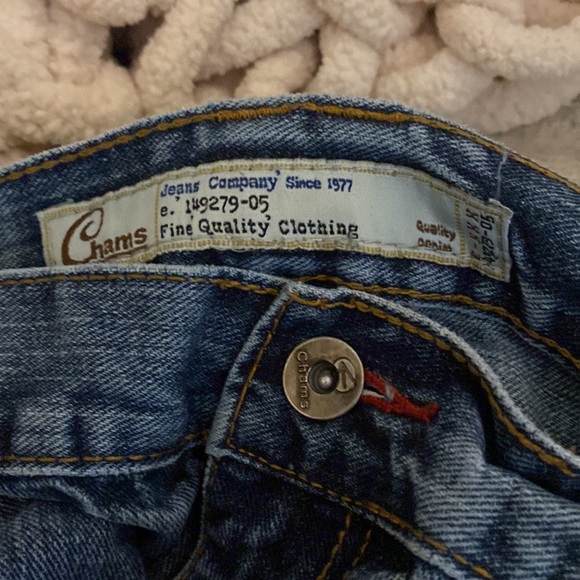 Chams
Jeans Company' Since 1977
e.' 149279-05
Fine Quality' Clothing
Quality
Denim
Chams